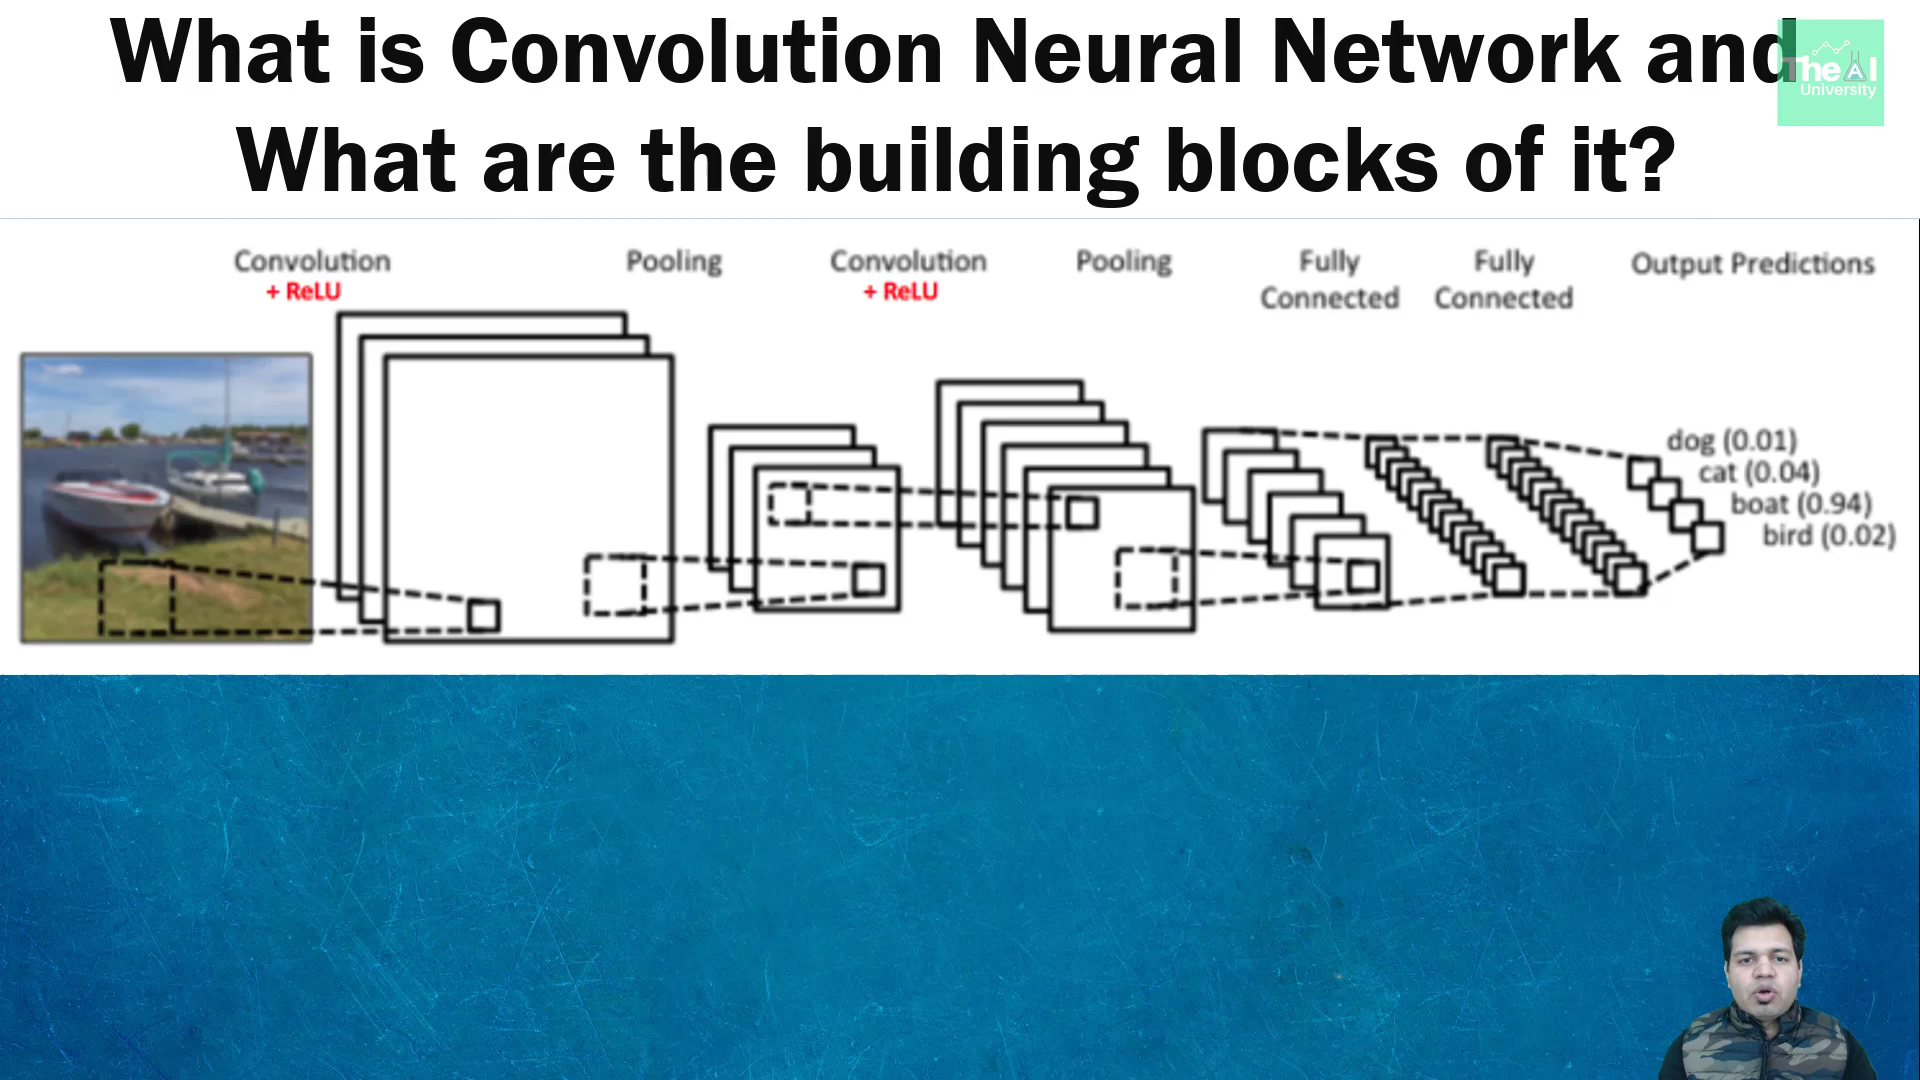 What is Convolution Neural Network and
What are the building blocks of it?
The AI
University
Convolution
+ ReLU
Pooling
Convolution
+ ReLU
Pooling
Fully
Connected
Fully
Connected
Output Predictions
dog (0.01)
cat (0.04)
boat (0.94)
bird (0.02)